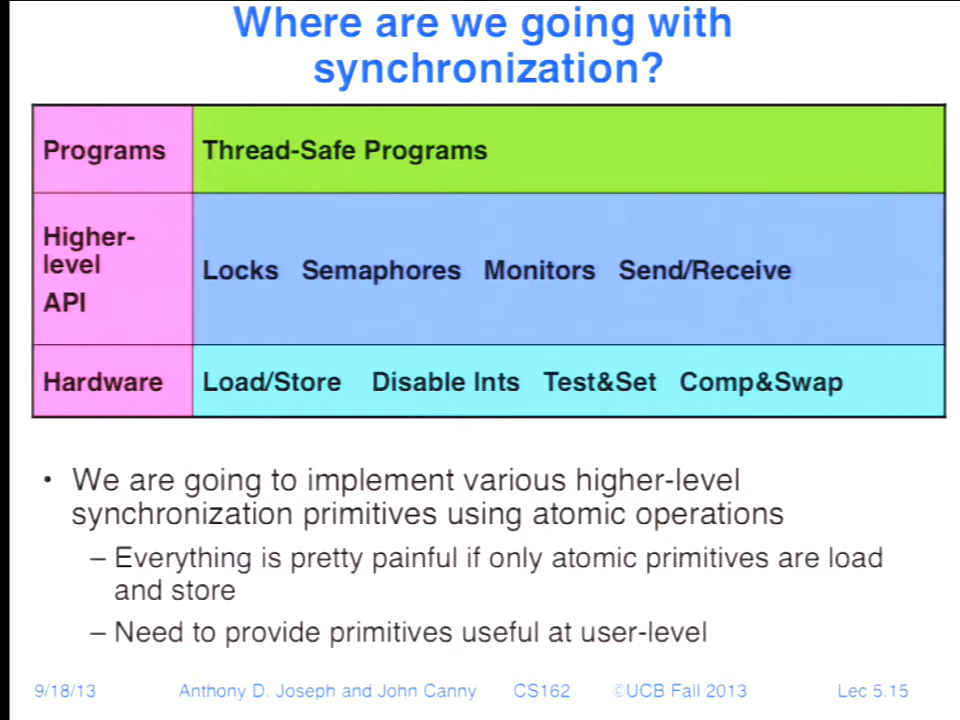 Where are we going with
synchronization?
Programs
Thread-Safe Programs
Higher-
level
API
Locks Semaphores Monitors Send/Receive
Hardware
Load/Store Disable Ints Test&Set Comp&Swap
• We are going to implement various higher-level
synchronization primitives using atomic operations
– Everything is pretty painful if only atomic primitives are load
and store
– Need to provide primitives useful at user-level
9/18/13 Anthony D. Joseph and John Canny CS162 ©UCB Fall 2013 Lec 5.15